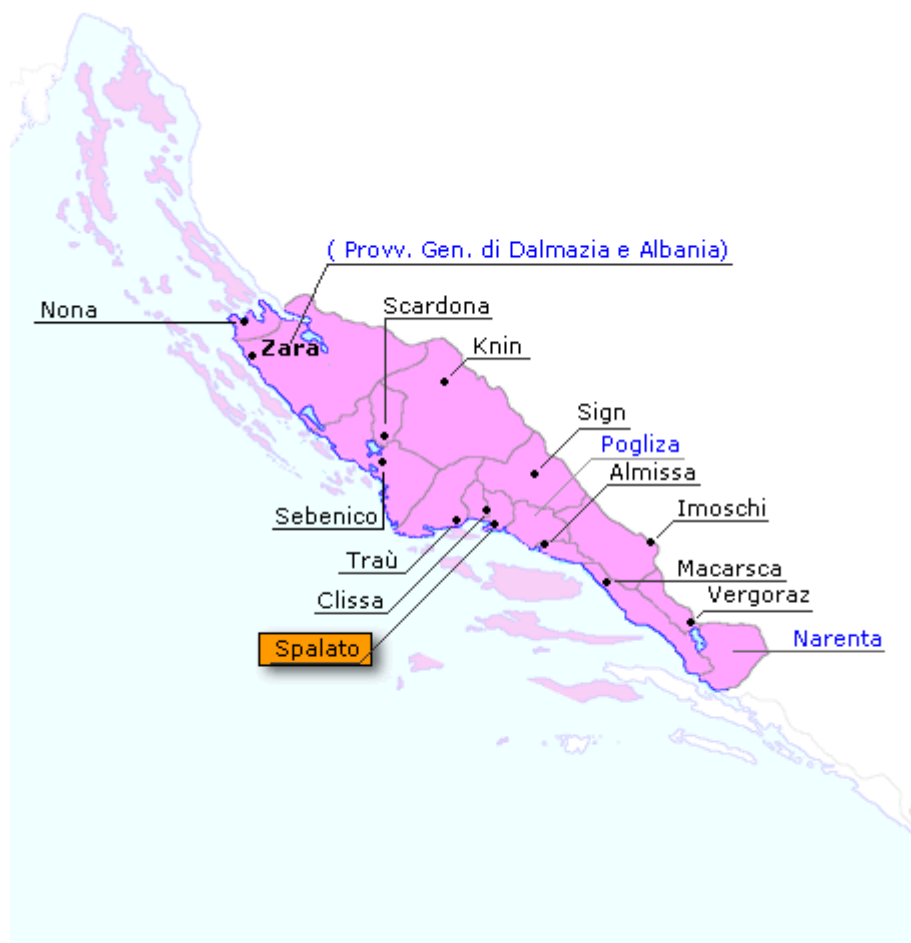 ( Provv. Gen. di Dalmazia e Albania)
Nona
Scardona
Zara
Knin
Sign
Pogliza
Almissa
Sebenico
Imoschi
Traù
Macarsca
Clissa
Vergoraz
Spalato
Narenta